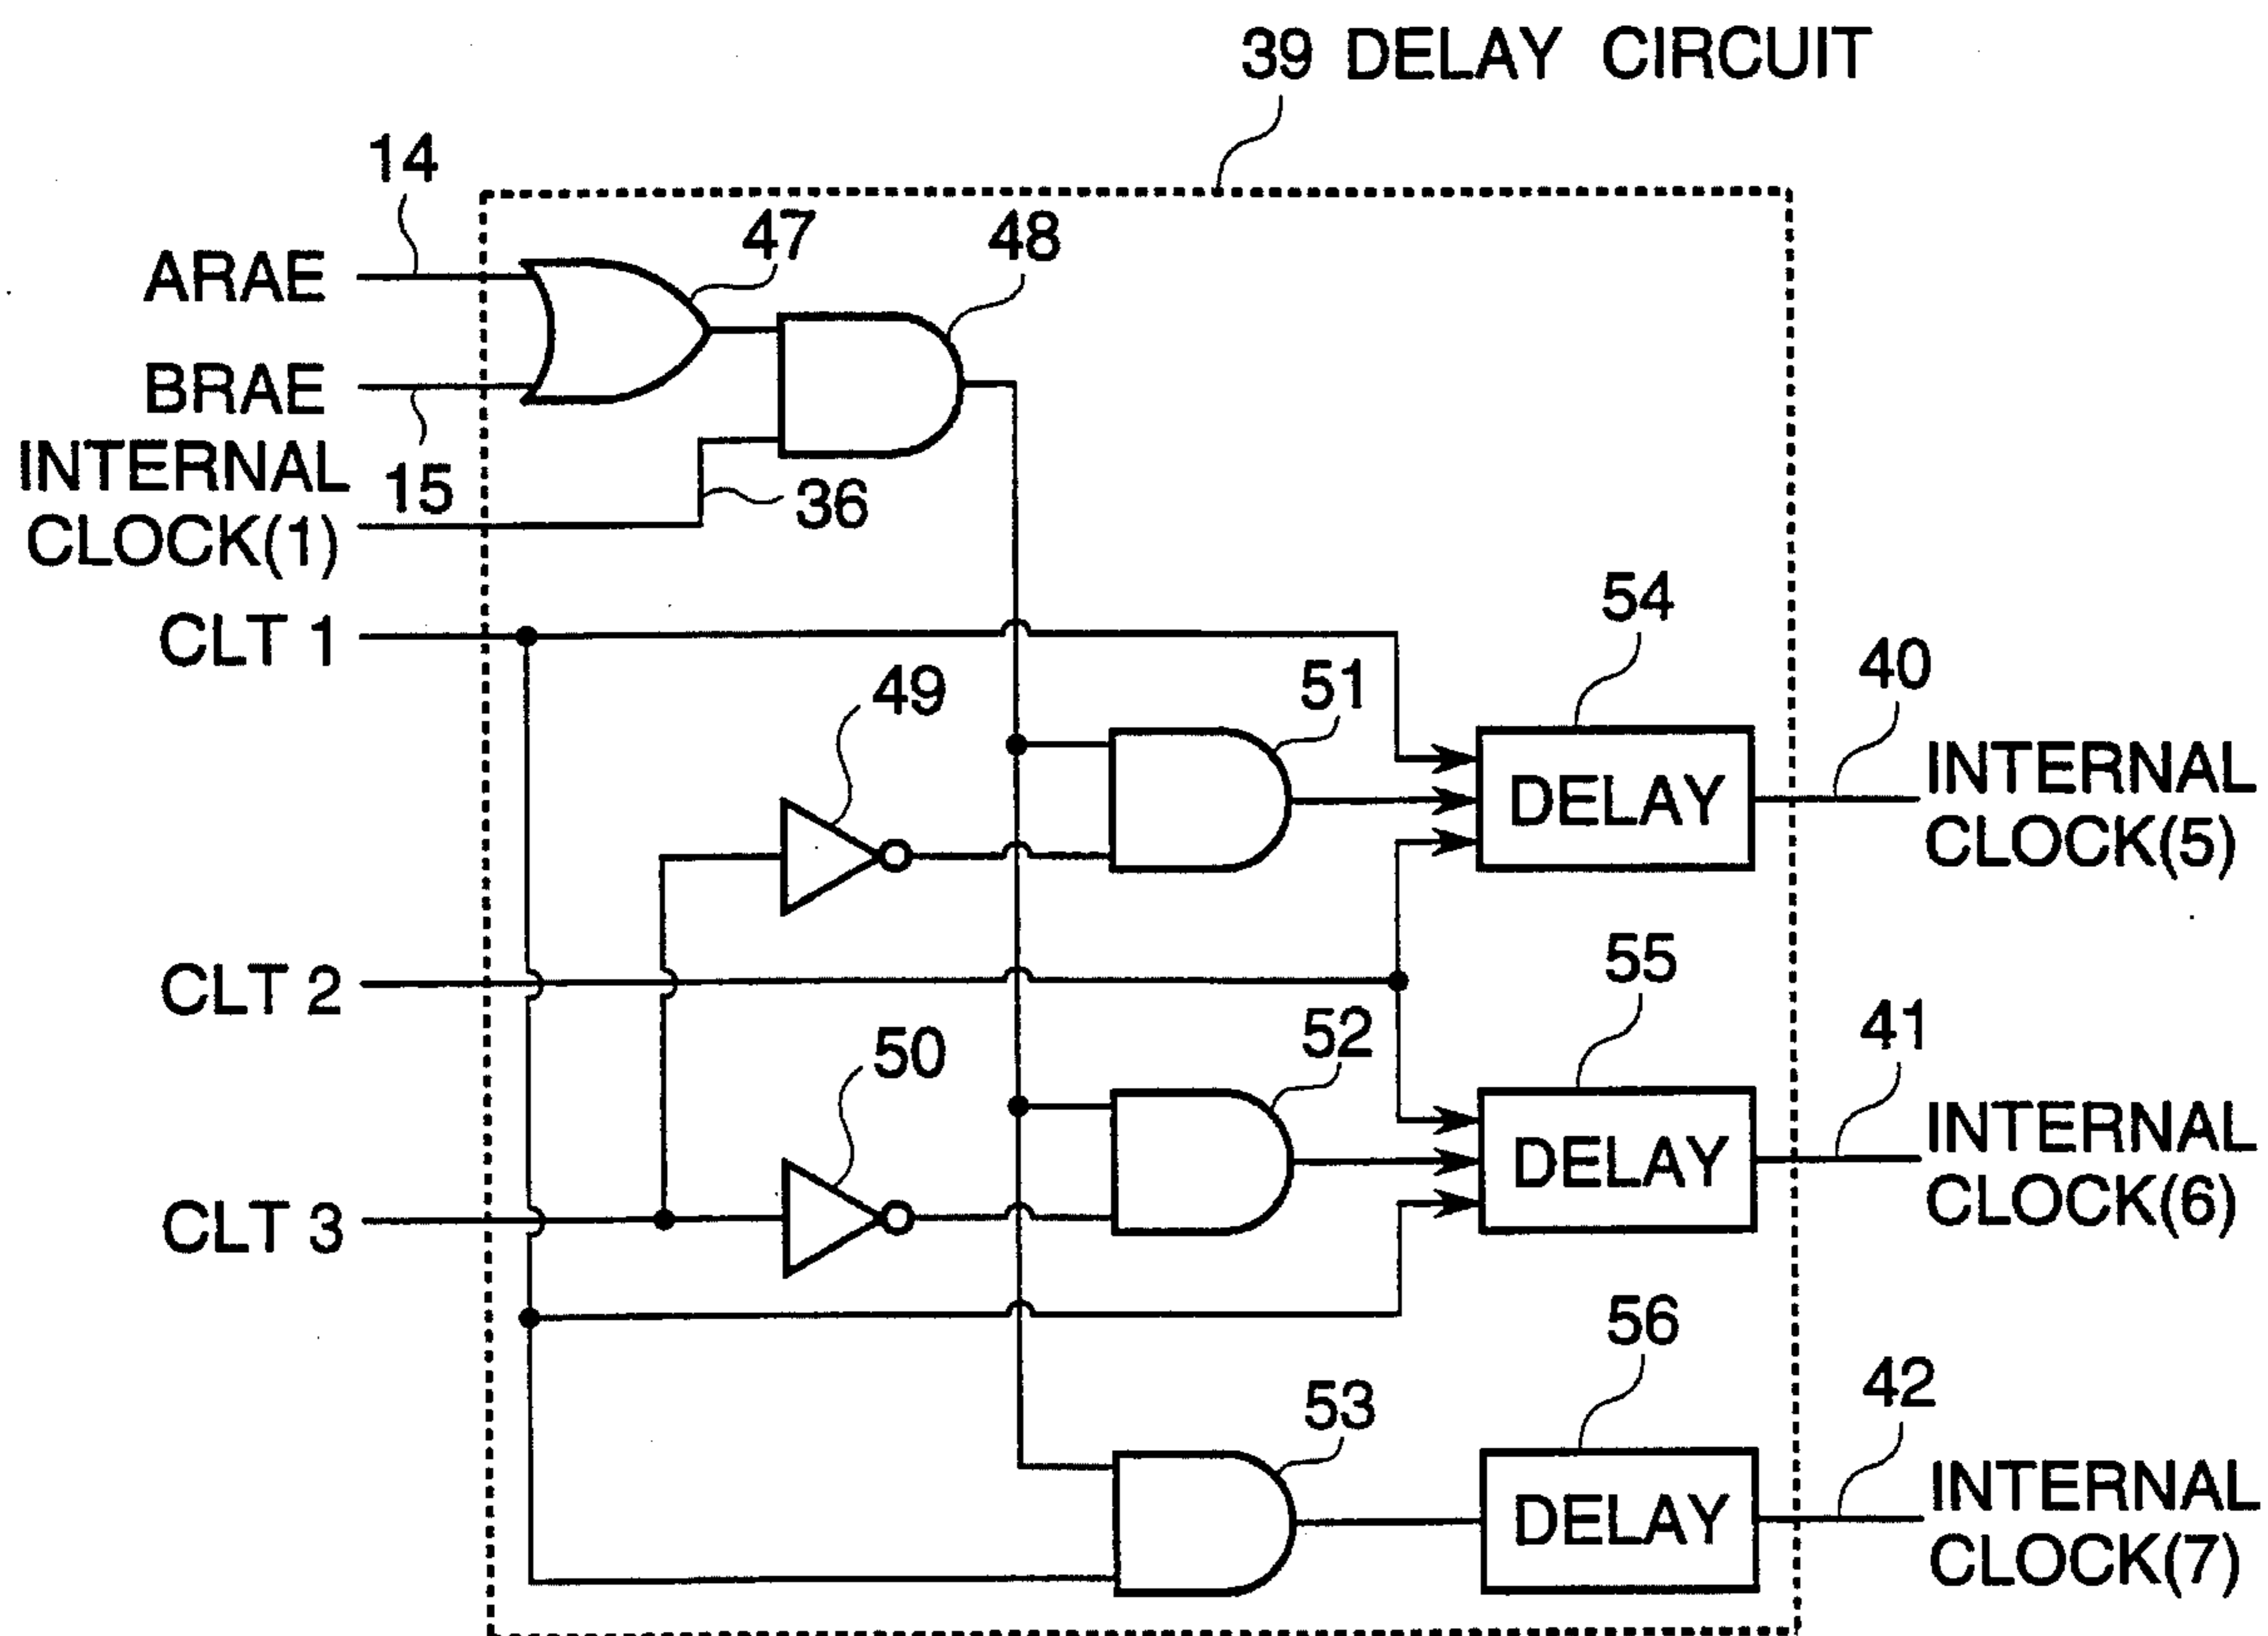 39 DELAY CIRCUIT
14
47
48
ARAE
BRAE
15
INTERNAL
CLOCK(1)
36
CLT 1
54
40
49
51
DELAY
INTERNAL
CLOCK(5)
CLT 2
55
41
50
52
DELAY
INTERNAL
CLOCK(6)
CLT 3
56
42
53
DELAY
INTERNAL
CLOCK(7)